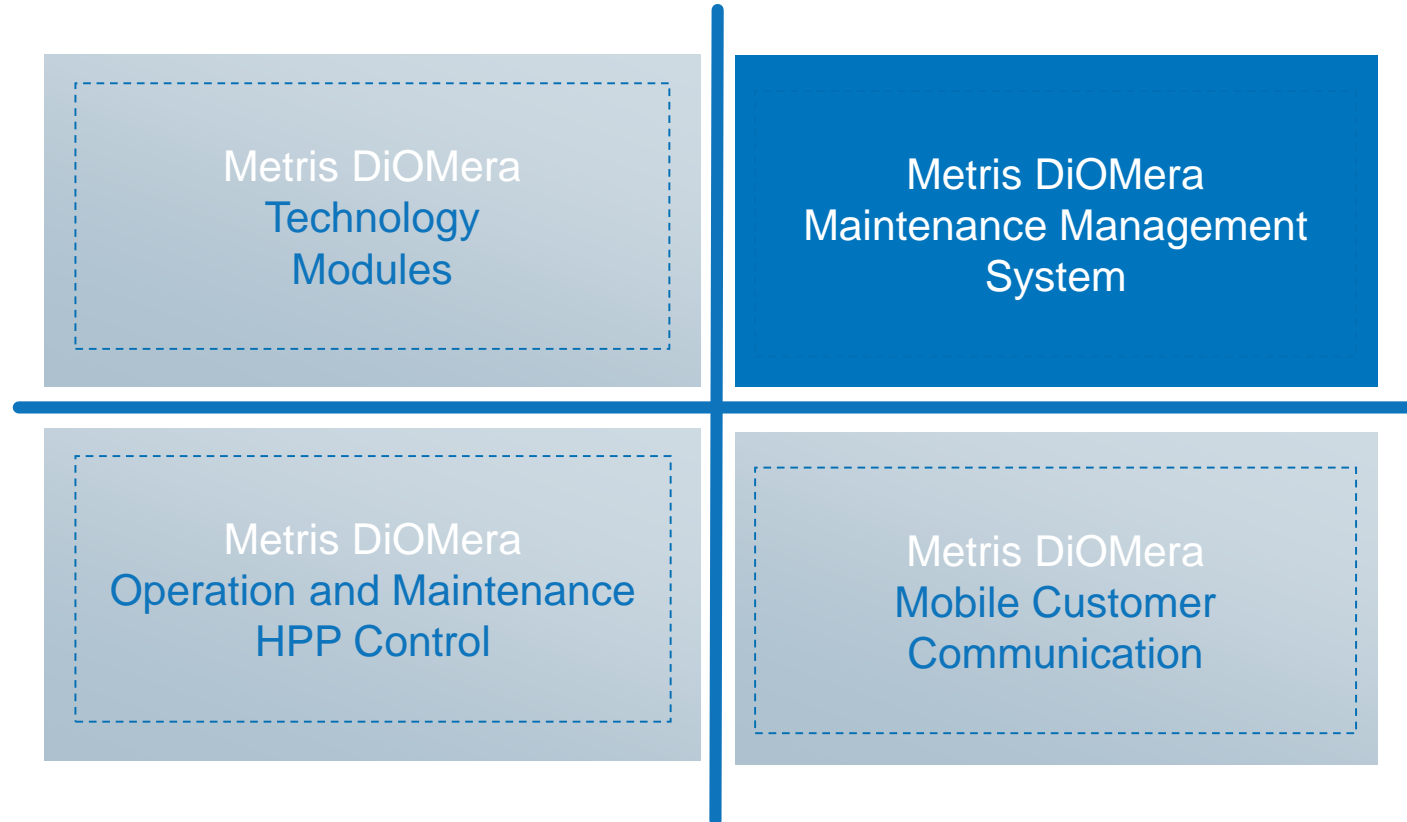 Metris DiOMera
Technology
Modules
Metris DiOMera
Maintenance Management
System
Metris DiOMera
Operation and Maintenance
HPP Control
Metris DiOMera
Mobile Customer
Communication